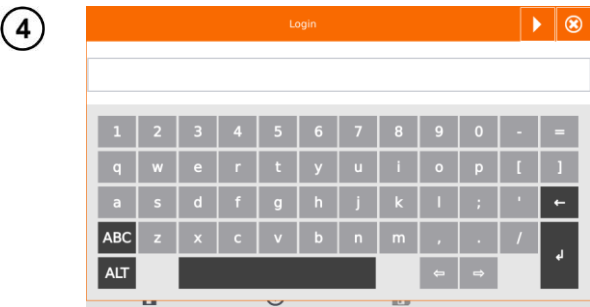 4
Login
1 2 3 4 5 6 7 8 9 0 - =
q w e r t y u i o p [ ]
a s d f g h j k l ; ' ←
ABC z x c v b n m , . / ↲
ALT ⇦ ⇨